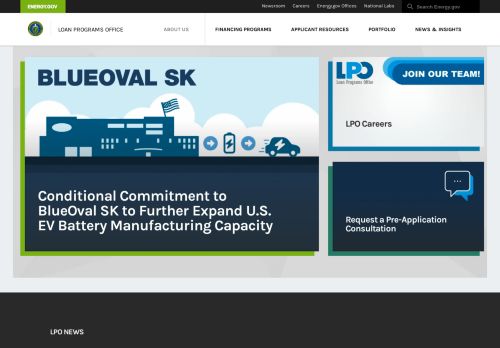 ENERGY.GOV
Newsroom Careers Energy.gov Offices National Labs Search Energy.gov
LOAN PROGRAMS OFFICE
ABOUT US FINANCING PROGRAMS APPLICANT RESOURCES PORTFOLIO NEWS & INSIGHTS
BLUEOVAL SK
Conditional Commitment to
BlueOval SK to Further Expand U.S.
EV Battery Manufacturing Capacity
LPO
Loan Programs Office
JOIN OUR TEAM!
LPO Careers
Request a Pre-Application
Consultation
LPO NEWS